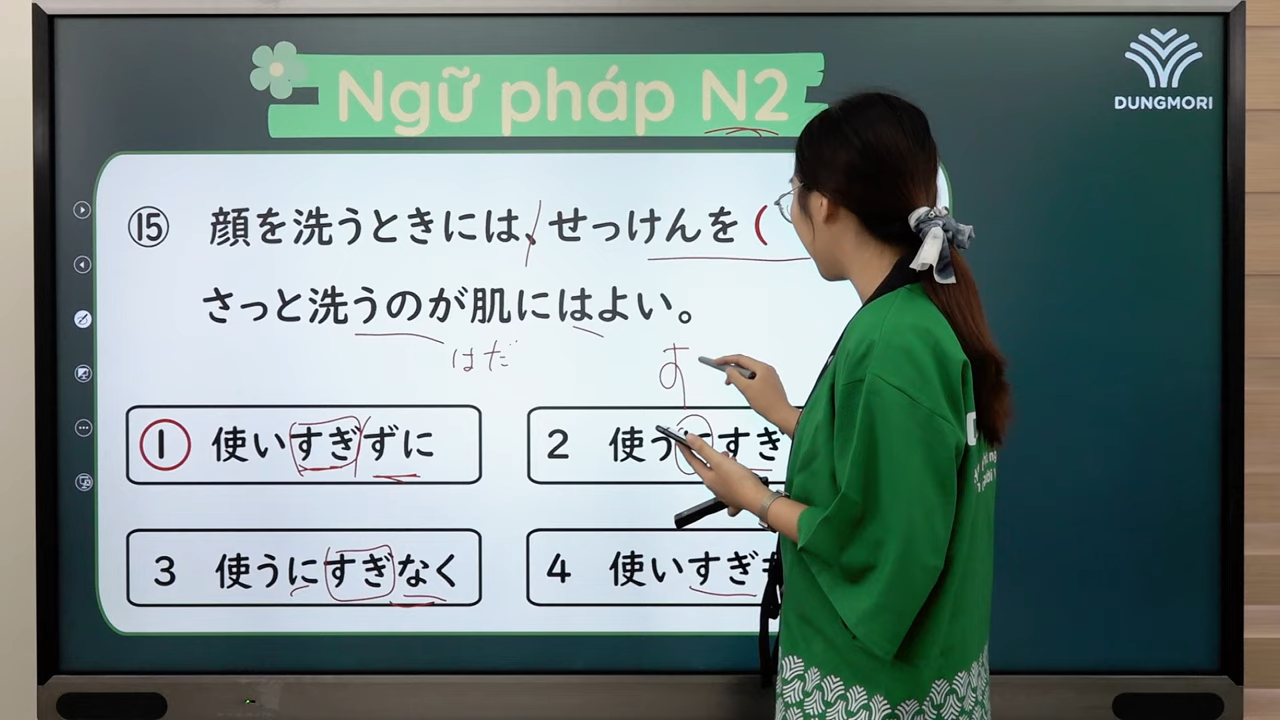 Ngữ pháp N2
DUNGMORI
⑮ 顔を洗うときには、せっけんを (
さっと洗うのが肌にはよい。
はだ
す
1 使いすぎずに
2 使うにすぎ
3 使うにすぎなく
4 使いすぎ